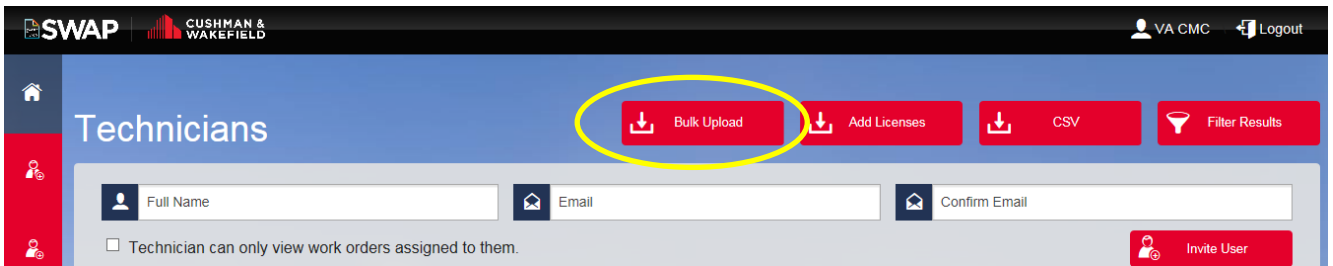 SWAP CUSHMAN & WAKEFIELD VA CMC Logout
Technicians Bulk Upload Add Licenses CSV Filter Results
Full Name Email Confirm Email
Technician can only view work orders assigned to them. Invite User